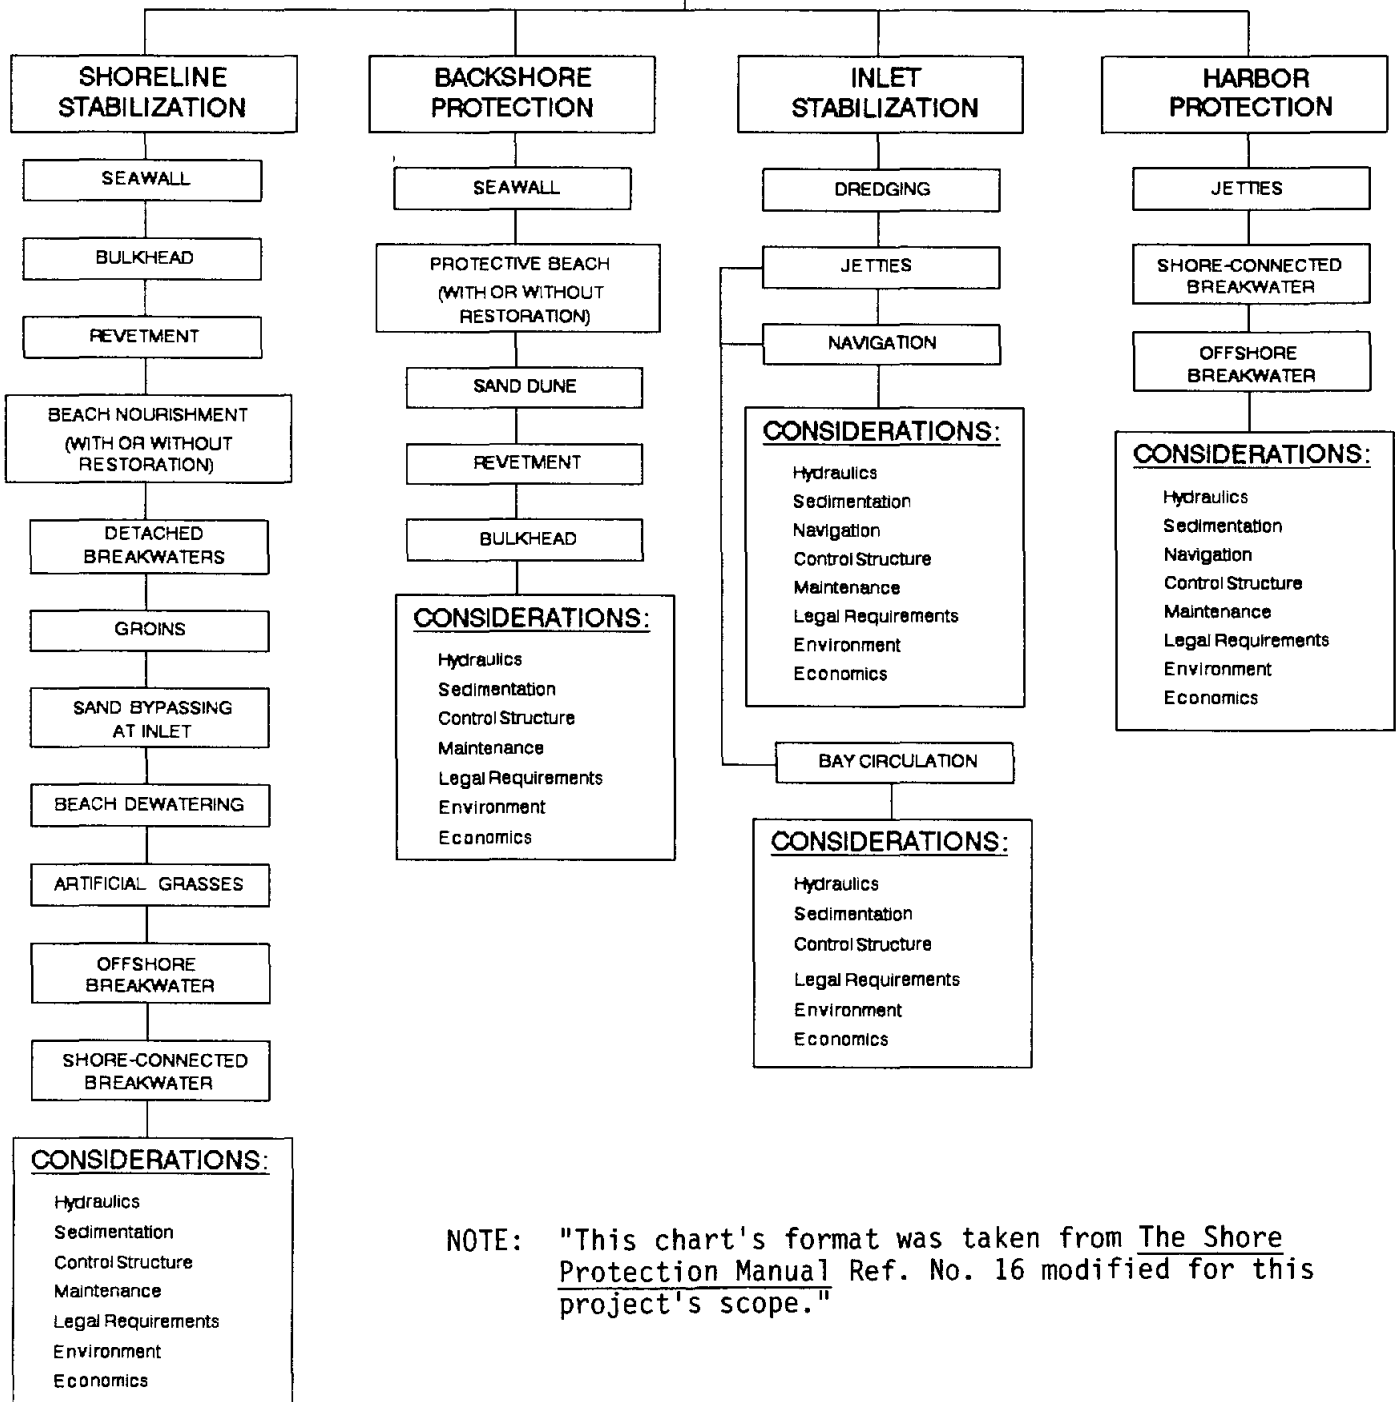 SHORELINE
STABILIZATION
SEAWALL
BULKHEAD
REVETMENT
BEACH NOURISHMENT
(WITH OR WITHOUT
RESTORATION)
DETACHED
BREAKWATERS
GROINS
SAND BYPASSING
AT INLET
BEACH DEWATERING
ARTIFICIAL GRASSES
OFFSHORE
BREAKWATER
SHORE-CONNECTED
BREAKWATER
CONSIDERATIONS:
Hydraulics
Sedimentation
Control Structure
Maintenance
Legal Requirements
Environment
Economics
BACKSHORE
PROTECTION
SEAWALL
PROTECTIVE BEACH
(WITH OR WITHOUT
RESTORATION)
SAND DUNE
REVETMENT
BULKHEAD
CONSIDERATIONS:
Hydraulics
Sedimentation
Control Structure
Maintenance
Legal Requirements
Environment
Economics
INLET
STABILIZATION
DREDGING
JETTIES
NAVIGATION
CONSIDERATIONS:
Hydraulics
Sedimentation
Navigation
Control Structure
Maintenance
Legal Requirements
Environment
Economics
BAY CIRCULATION
CONSIDERATIONS:
Hydraulics
Sedimentation
Control Structure
Legal Requirements
Environment
Economics
HARBOR
PROTECTION
JETTIES
SHORE-CONNECTED
BREAKWATER
OFFSHORE
BREAKWATER
CONSIDERATIONS:
Hydraulics
Sedimentation
Navigation
Control Structure
Maintenance
Legal Requirements
Environment
Economics
NOTE: "This chart's format was taken from The Shore
Protection Manual Ref. No. 16 modified for this
project's scope."